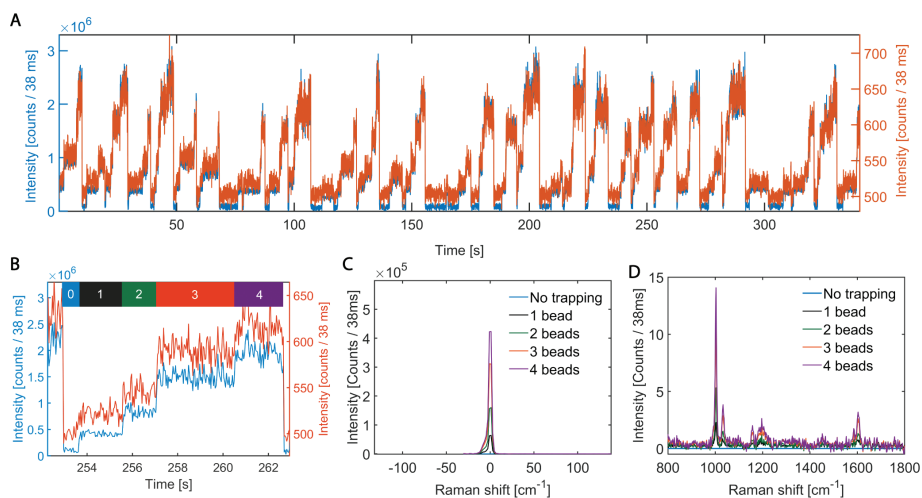 A
×10⁶
Intensity [counts / 38 ms]
3
2
1
0
700
650
600
550
500
Intensity [counts / 38 ms]
50
100
150
200
250
300
Time [s]
B
×10⁶
Intensity [counts / 38 ms]
3
2.5
2
1.5
1
0.5
0
0 1 2 3 4
650
600
550
500
Intensity [counts / 38 ms]
254 256 258 260 262
Time [s]
C
× 10⁵
Intensity [Counts / 38ms]
6
5
4
3
2
1
0
No trapping
1 bead
2 beads
3 beads
4 beads
-100 -50 0 50 100
Raman shift [cm⁻¹]
D
Intensity [Counts / 38ms]
15
10
5
0
No trapping
1 bead
2 beads
3 beads
4 beads
800 1000 1200 1400 1600 1800
Raman shift [cm⁻¹]